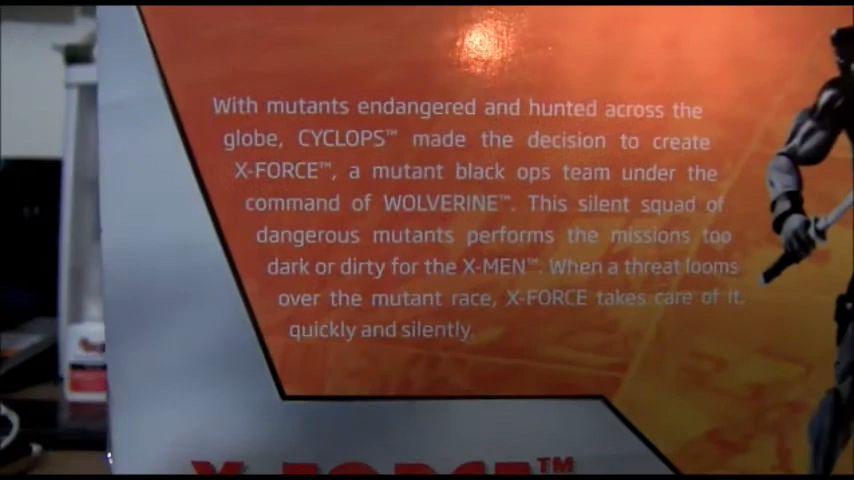 With mutants endangered and hunted across the
globe, CYCLOPS™ made the decision to create
X-FORCE™, a mutant black ops team under the
command of WOLVERINE™. This silent squad of
dangerous mutants performs the missions too
dark or dirty for the X-MEN™. When a threat looms
over the mutant race, X-FORCE takes care of it,
quickly and silently.
X-FORCE™